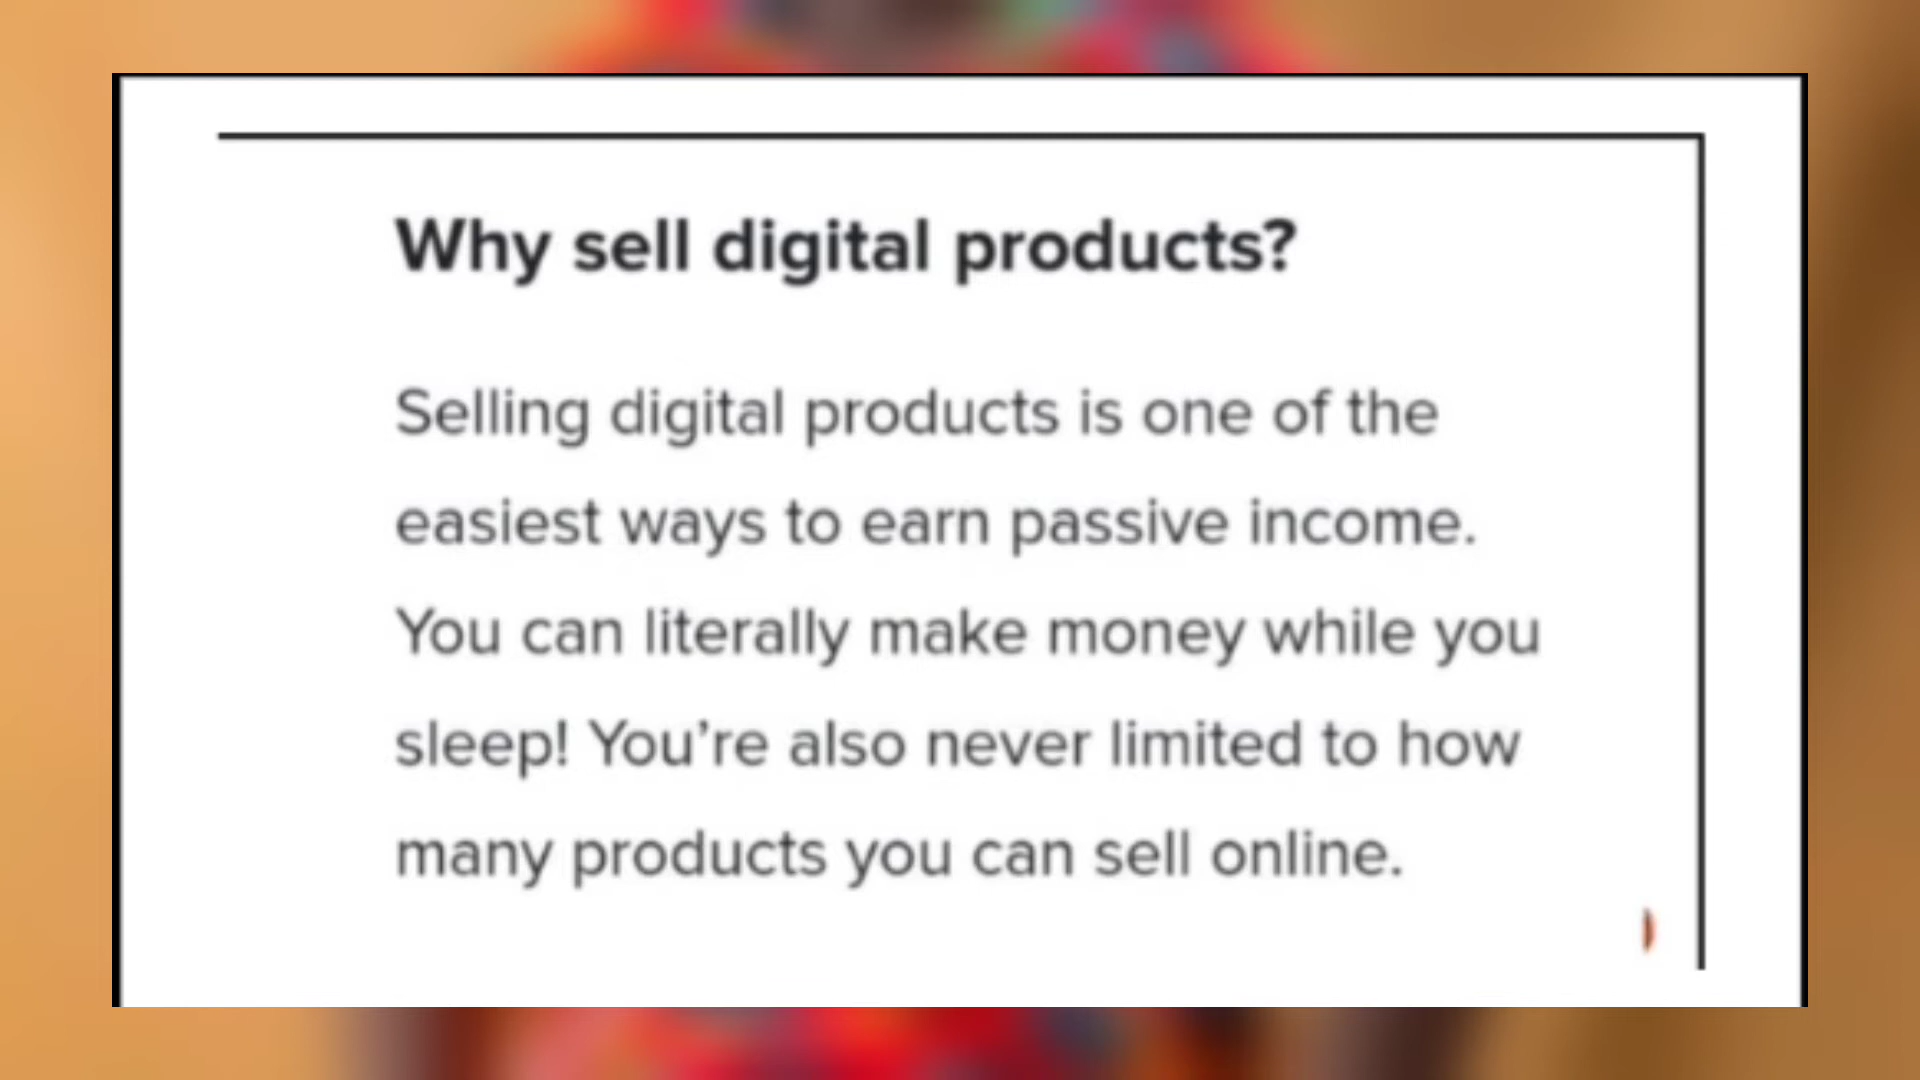 Why sell digital products?
Selling digital products is one of the
easiest ways to earn passive income.
You can literally make money while you
sleep! You’re also never limited to how
many products you can sell online.